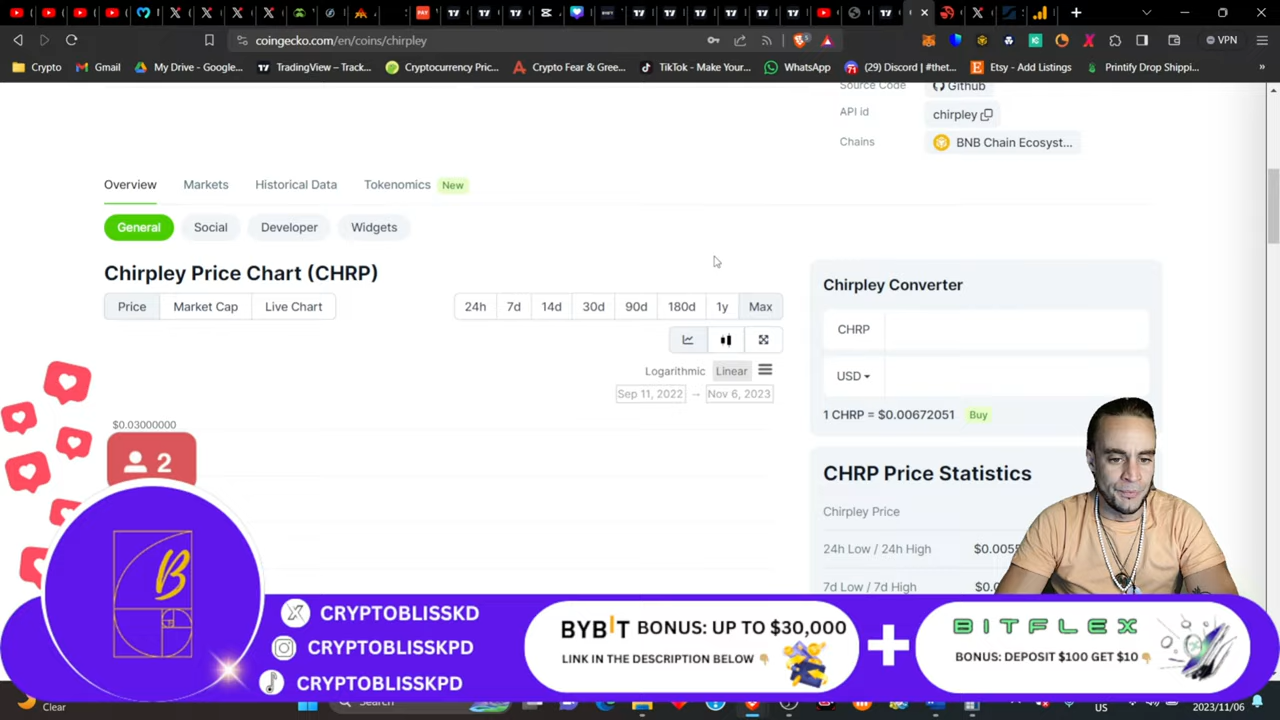 coingecko.com/en/coins/chirpley
VPN
Crypto
Gmail
My Drive - Google...
TradingView – Track...
Cryptocurrency Pric...
Crypto Fear & Gree...
TikTok - Make Your...
WhatsApp
(29) Discord | #thet...
Etsy - Add Listings
Printify Drop Shippi...
Source Code
Github
API id
chirpley
Chains
BNB Chain Ecosyst...
Overview
Markets
Historical Data
Tokenomics
New
General
Social
Developer
Widgets
Chirpley Price Chart (CHRP)
Price
Market Cap
Live Chart
24h
7d
14d
30d
90d
180d
1y
Max
Logarithmic
Linear
Sep 11, 2022 → Nov 6, 2023
$0.03000000
2
Chirpley Converter
CHRP
USD
1 CHRP = $0.00672051
Buy
CHRP Price Statistics
Chirpley Price
24h Low / 24h High
7d Low / 7d High
B
CRYPTOBLISSKD
CRYPTOBLISSKPD
CRYPTOBLISSKPD
BYBIT BONUS: UP TO $30,000
LINK IN THE DESCRIPTION BELOW
+
BITFLEX
BONUS: DEPOSIT $100 GET $10
Clear
Search
US
2023/11/06